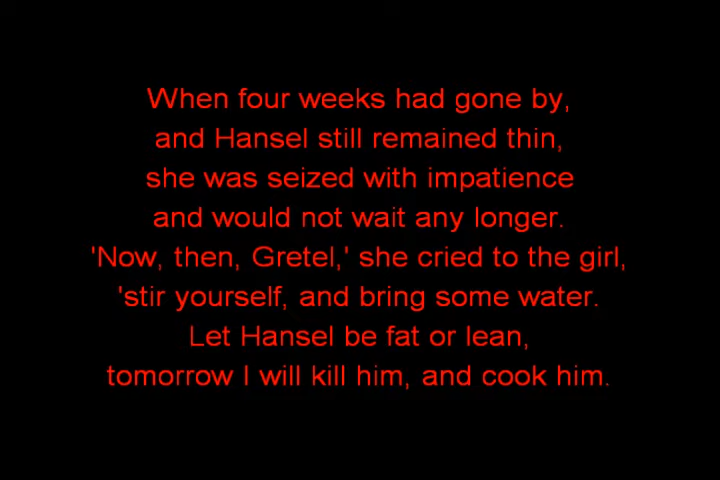 When four weeks had gone by,
and Hansel still remained thin,
she was seized with impatience
and would not wait any longer.
'Now, then, Gretel,' she cried to the girl,
'stir yourself, and bring some water.
Let Hansel be fat or lean,
tomorrow I will kill him, and cook him.